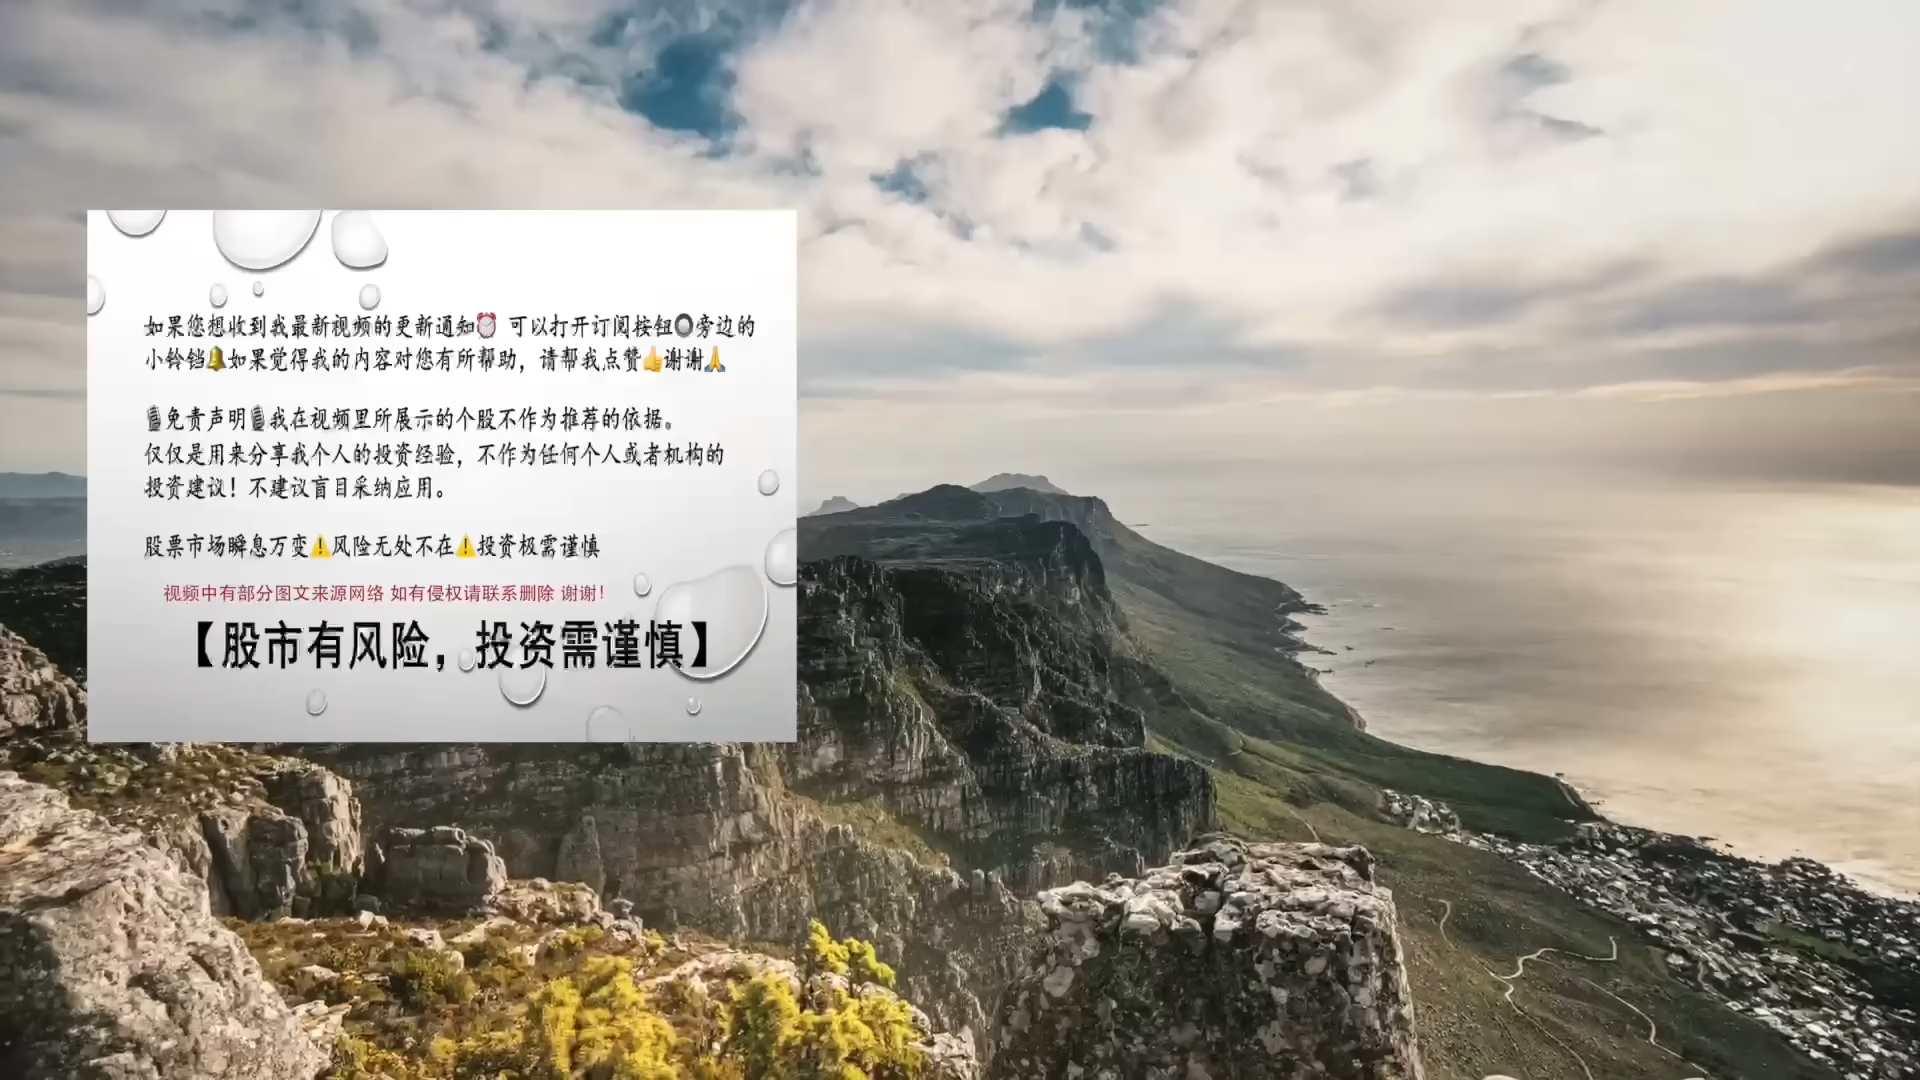 如果您想收到我最新视频的更新通知⏰ 可以打开订阅按钮🔘旁边的
小铃铛🔔如果觉得我的内容对您有所帮助，请帮我点赞👍谢谢🙏
🎚免责声明🎚我在视频里所展示的个股不作为推荐的依据。
仅仅是用来分享我个人的投资经验，不作为任何个人或者机构的
投资建议！不建议盲目采纳应用。
股票市场瞬息万变⚠️风险无处不在⚠️投资极需谨慎
视频中有部分图文来源网络 如有侵权请联系删除 谢谢！
【股市有风险，投资需谨慎】